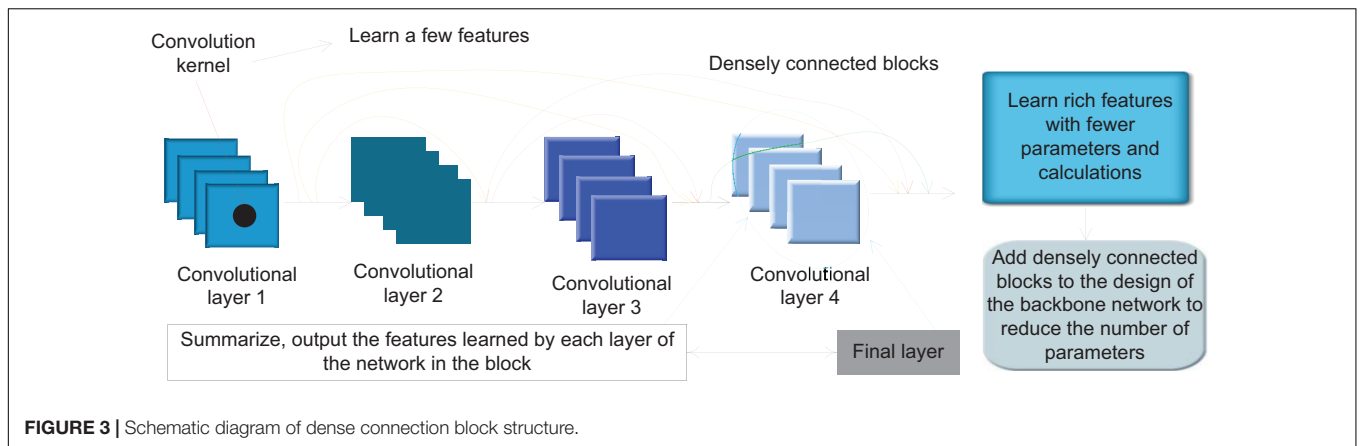 Convolution
kernel
Learn a few features
Densely connected blocks
Learn rich features
with fewer
parameters and
calculations
Convolutional
layer 1
Convolutional
layer 2
Convolutional
layer 3
Convolutional
layer 4
Add densely connected
blocks to the design of
the backbone network to
reduce the number of
parameters
Summarize, output the features learned by each layer of
the network in the block
Final layer
FIGURE 3 | Schematic diagram of dense connection block structure.